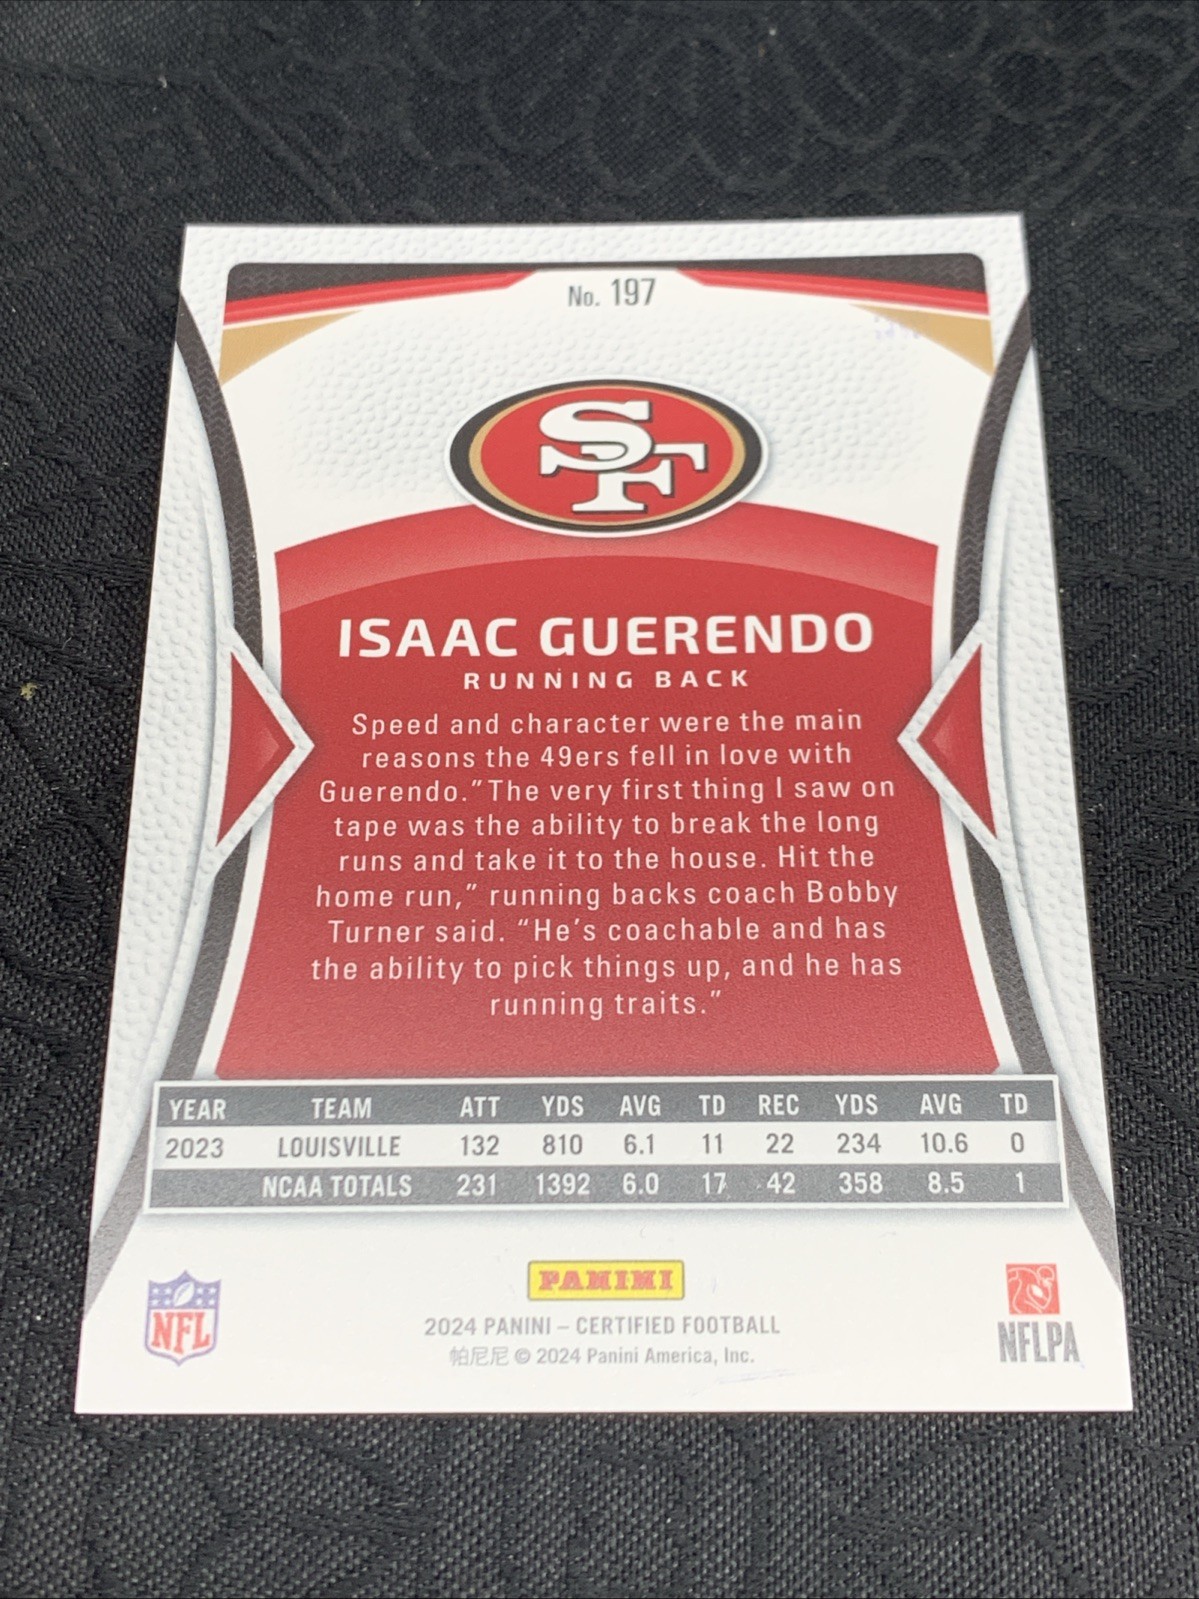 No. 197
SF
ISAAC GUERENDO
RUNNING BACK
Speed and character were the main
reasons the 49ers fell in love with
Guerendo."The very first thing I saw on
tape was the ability to break the long
runs and take it to the house. Hit the
home run,” running backs coach Bobby
Turner said. “He’s coachable and has
the ability to pick things up, and he has
running traits.”
YEAR TEAM ATT YDS AVG TD REC YDS AVG TD
2023 LOUISVILLE 132 810 6.1 11 22 234 10.6 0
NCAA TOTALS 231 1392 6.0 17 42 358 8.5 1
PANINI
NFL
2024 PANINI – CERTIFIED FOOTBALL
帕尼尼 © 2024 Panini America, Inc.
NFLPA